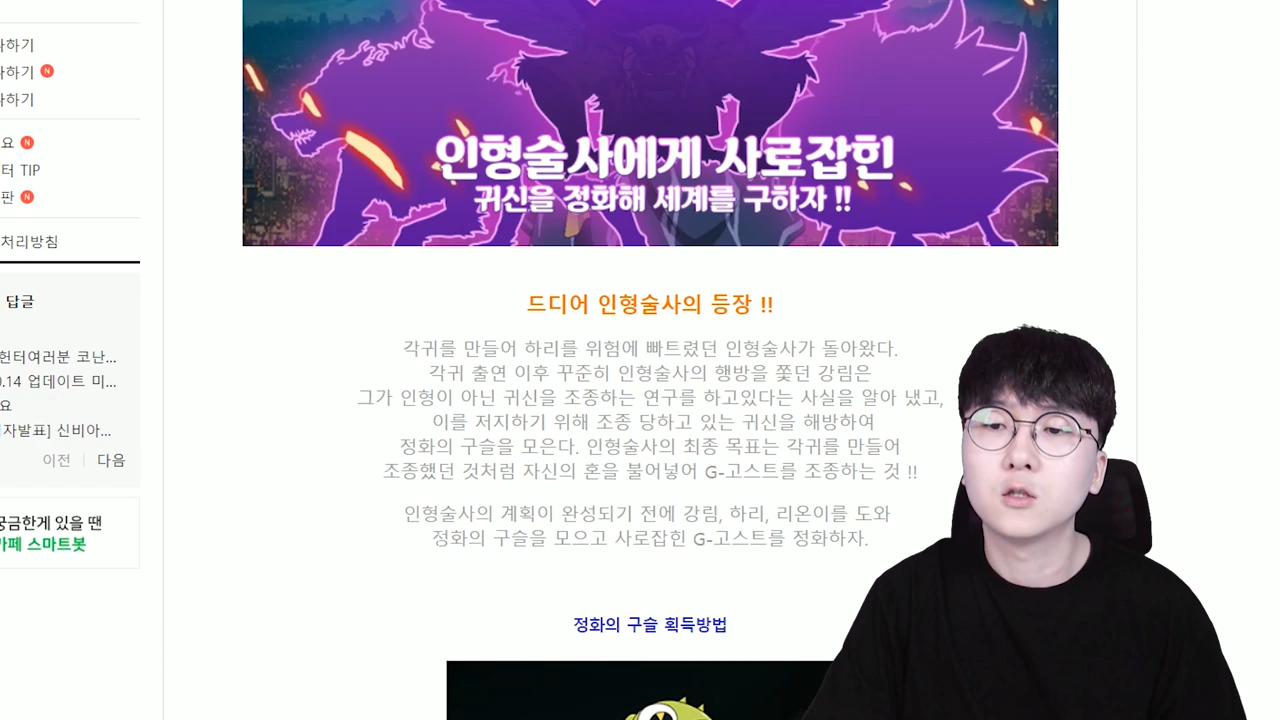 하기
하기
하기
요
터 TIP
판
처리방침
답글
헌터여러분 코난...
.14 업데이트 미...
요
자발표] 신비아...
이전
다음
궁금한게 있을 땐
카페 스마트봇
인형술사에게 사로잡힌
귀신을 정화해 세계를 구하자 !!
드디어 인형술사의 등장 !!
각귀를 만들어 하리를 위험에 빠트렸던 인형술사가 돌아왔다.
각귀 출연 이후 꾸준히 인형술사의 행방을 쫓던 강림은
그가 인형이 아닌 귀신을 조종하는 연구를 하고있다는 사실을 알아 냈고,
이를 저지하기 위해 조종 당하고 있는 귀신을 해방하여
정화의 구슬을 모은다. 인형술사의 최종 목표는 각귀를 만들어
조종했던 것처럼 자신의 혼을 불어넣어 G-고스트를 조종하는 것 !!
인형술사의 계획이 완성되기 전에 강림, 하리, 리온이를 도와
정화의 구슬을 모으고 사로잡힌 G-고스트를 정화하자.
정화의 구슬 획득방법